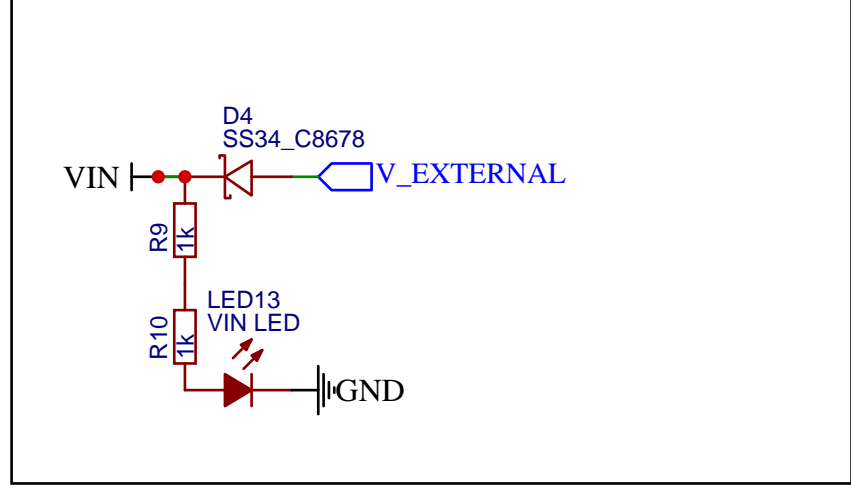 D4
SS34_C8678
VIN
V_EXTERNAL
R9
1k
LED13
VIN LED
R10
1k
GND